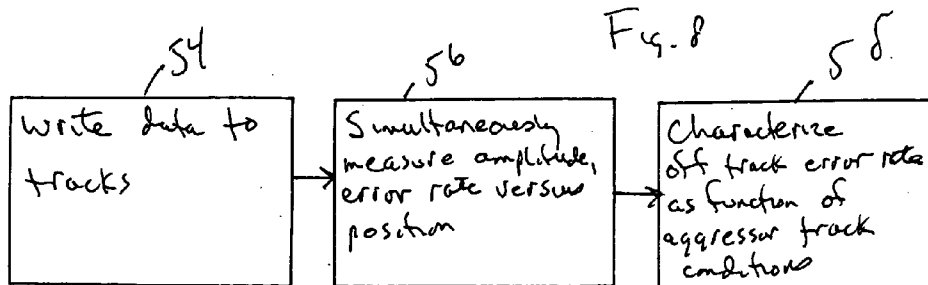 Fig. 8
54
Write data to
tracks
56
Simultaneously
measure amplitude,
error rate versus
position
58
Characterize
off track error rate
as function of
aggressor track
conditions